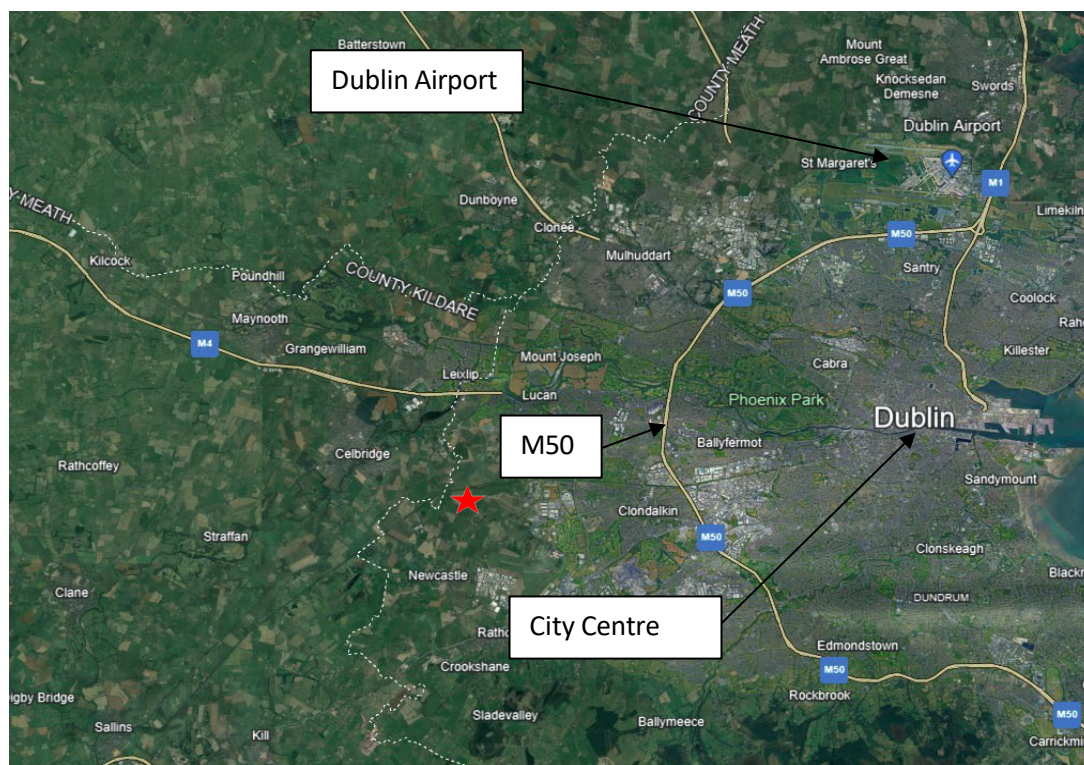 Batterstown
COUNTY MEATH
Mount
Ambrose Great
Knocksedan
Demesne
Swords
Dublin Airport
Dublin Airport
St Margaret's
M1
Limekiln
Dunboyne
Clonee
Mulhuddart
M50
Santry
Y MEATH
Kilcock
Poundhill
COUNTY KILDARE
M50
Coolock
Maynooth
M4
Grangewilliam
Leixlip
Mount Joseph
Lucan
Cabra
Killester
Phoenix Park
Dublin
M50
Ballyfermot
Rathcoffey
Celbridge
Sandymount
Clondalkin
Straffan
M50
Clonskeagh
Newcastle
Clane
DUNDRUM
City Centre
Crookshane
Edmondstown
M50
Rockbrook
igby Bridge
Sallins
Kill
Sladevalley
Ballymeece
M50
Carrickmi